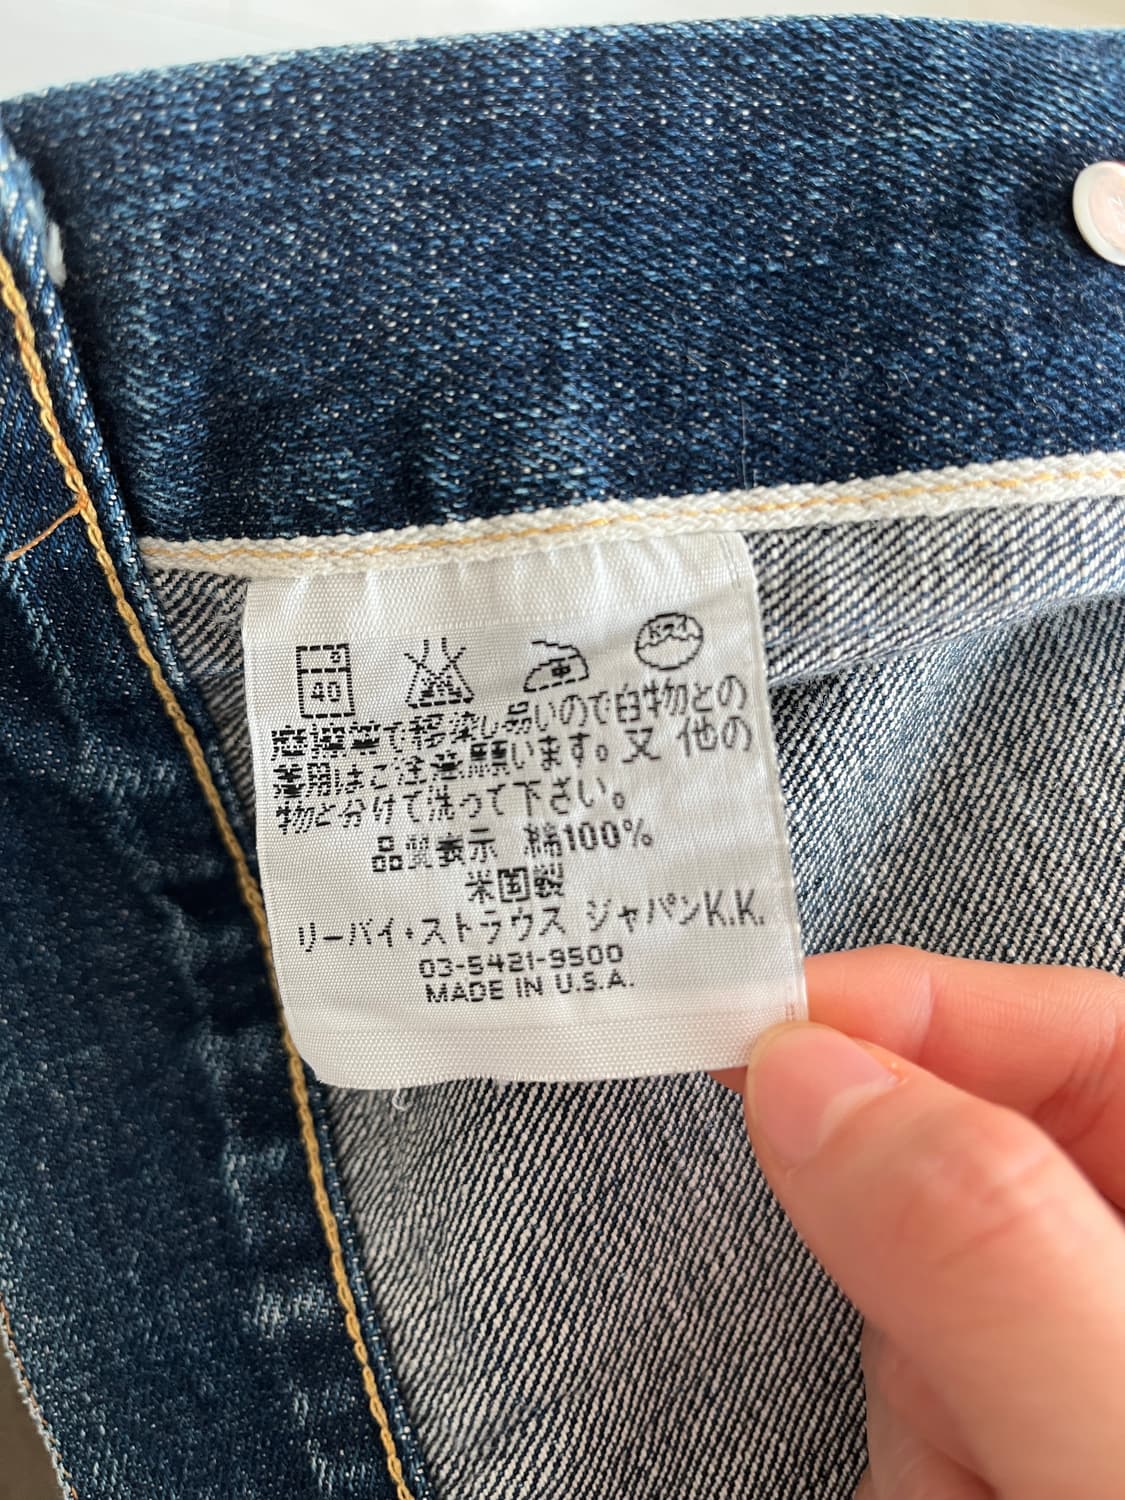 40 中 ドライ
摩擦等で移染し易いので白物との
着用はご注意願います。又 他の
物と分けて洗って下さい。
品質表示 綿100%
米国製
リーバイ・ストラウス ジャパンK.K.
03-5421-9500
MADE IN U.S.A.